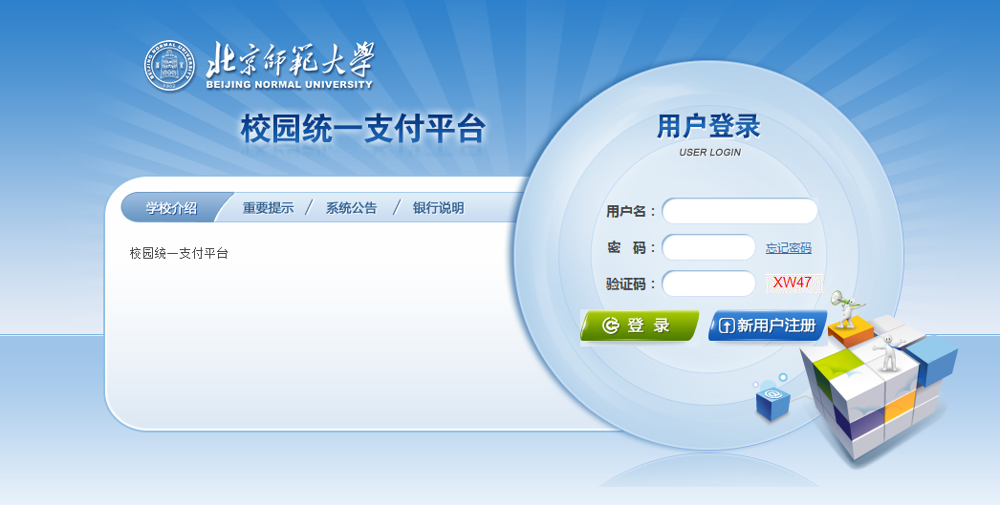 北京师范大学
BEIJING NORMAL UNIVERSITY
校园统一支付平台
学校介绍 重要提示 / 系统公告 / 银行说明
校园统一支付平台
用户登录
USER LOGIN
用户名：
密 码： 忘记密码
验证码： XW47
登 录 新用户注册